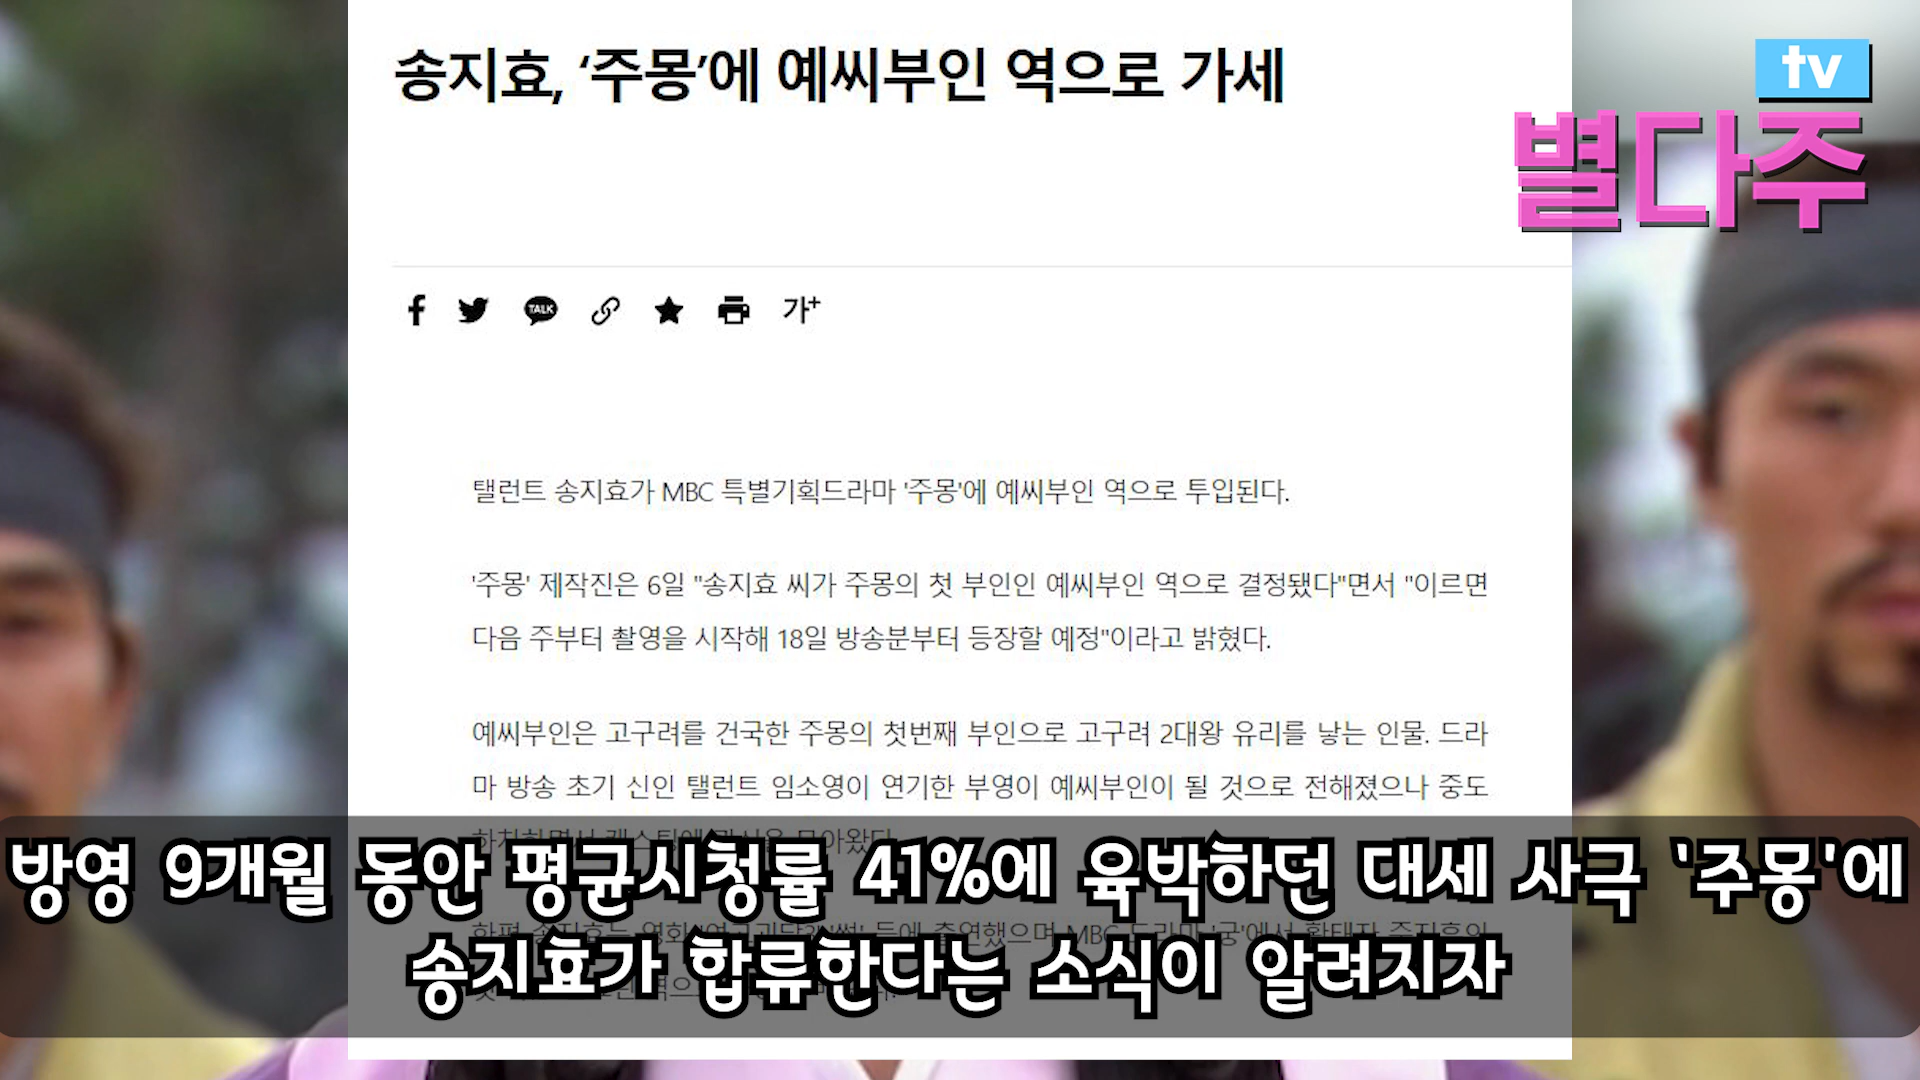 송지효, ‘주몽’에 예씨부인 역으로 가세
tv
별다주
TALK
가+
탤런트 송지효가 MBC 특별기획드라마 '주몽'에 예씨부인 역으로 투입된다.
'주몽' 제작진은 6일 "송지효 씨가 주몽의 첫 부인인 예씨부인 역으로 결정됐다"면서 "이르면
다음 주부터 촬영을 시작해 18일 방송분부터 등장할 예정"이라고 밝혔다.
예씨부인은 고구려를 건국한 주몽의 첫번째 부인으로 고구려 2대왕 유리를 낳는 인물. 드라
마 방송 초기 신인 탤런트 임소영이 연기한 부영이 예씨부인이 될 것으로 전해졌으나 중도
방영 9개월 동안 평균시청률 41%에 육박하던 대세 사극 '주몽'에
송지효가 합류한다는 소식이 알려지자